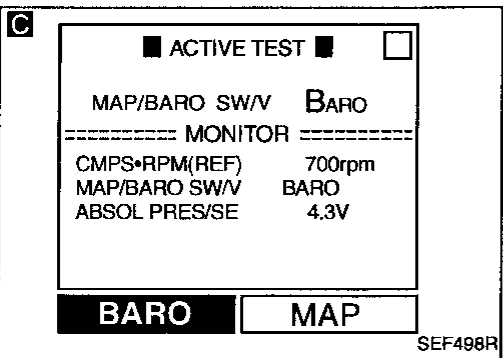 C
■ ACTIVE TEST ■
MAP/BARO SW/V BARO
========== MONITOR ==========
CMPS•RPM(REF) 700rpm
MAP/BARO SW/V BARO
ABSOL PRES/SE 4.3V
BARO MAP
SEF498R